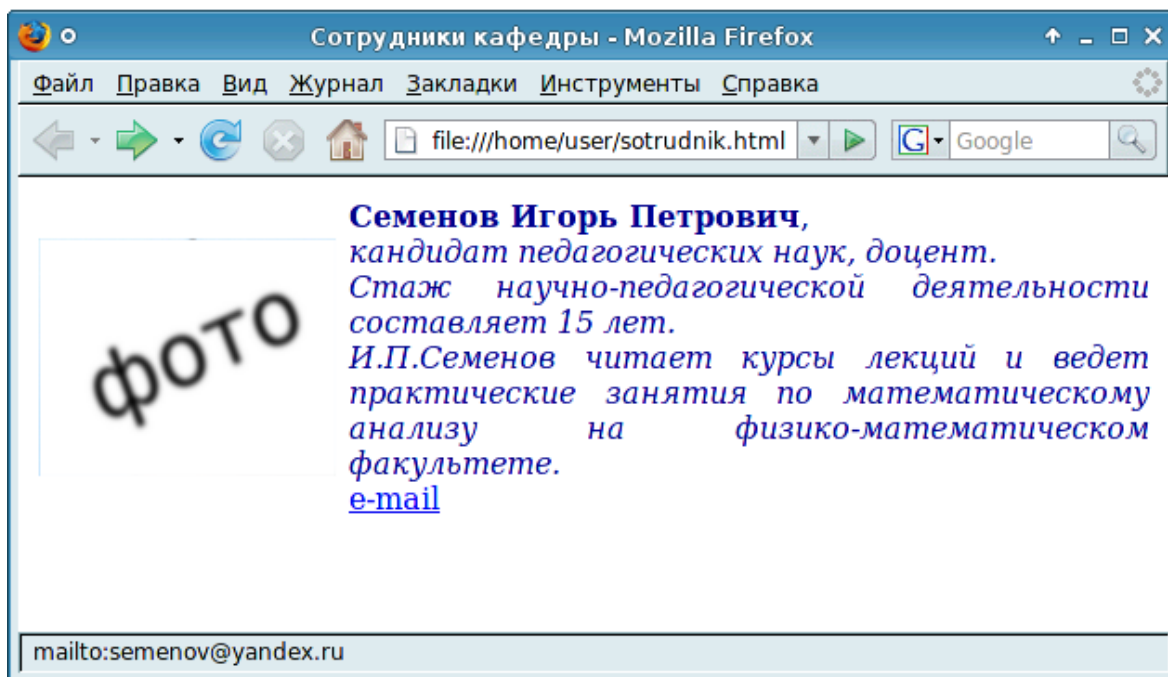 Сотрудники кафедры - Mozilla Firefox
Файл Правка Вид Журнал Закладки Инструменты Справка
file:///home/user/sotrudnik.html G Google
фото
Семенов Игорь Петрович,
кандидат педагогических наук, доцент.
Стаж научно-педагогической деятельности
составляет 15 лет.
И.П.Семенов читает курсы лекций и ведет
практические занятия по математическому
анализу на физико-математическом
факультете.
e-mail
mailto:semenov@yandex.ru